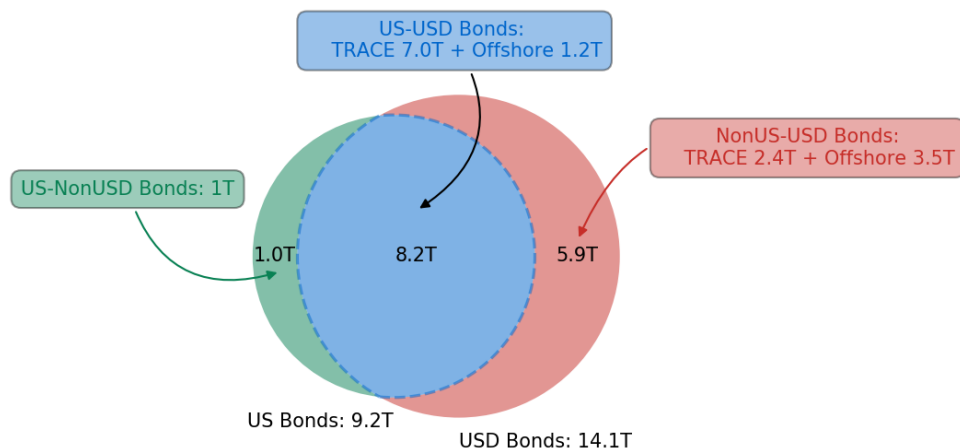 US-USD Bonds:
TRACE 7.0T + Offshore 1.2T
NonUS-USD Bonds:
TRACE 2.4T + Offshore 3.5T
US-NonUSD Bonds: 1T
1.0T
8.2T
5.9T
US Bonds: 9.2T
USD Bonds: 14.1T